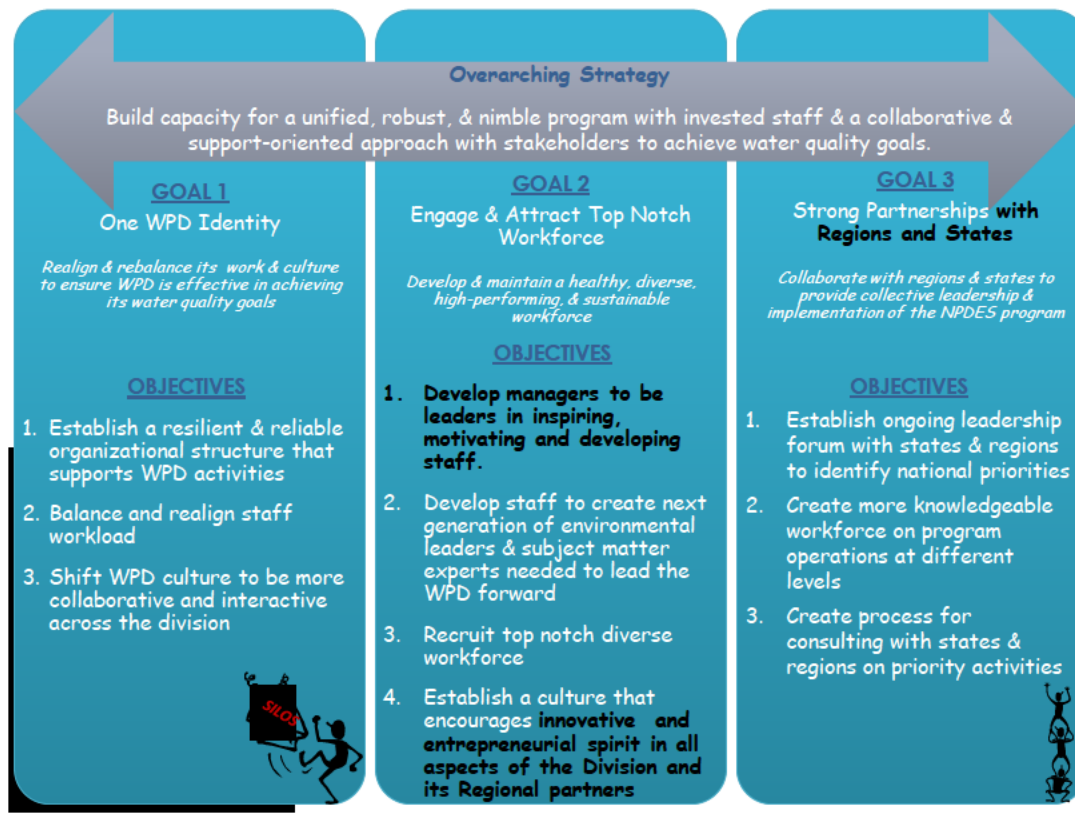 Overarching Strategy
Build capacity for a unified, robust, & nimble program with invested staff & a collaborative &
support-oriented approach with stakeholders to achieve water quality goals.
GOAL 1
One WPD Identity
Realign & rebalance its work & culture
to ensure WPD is effective in achieving
its water quality goals
OBJECTIVES
1. Establish a resilient & reliable
organizational structure that
supports WPD activities
2. Balance and realign staff
workload
3. Shift WPD culture to be more
collaborative and interactive
across the division
SILOS
GOAL 2
Engage & Attract Top Notch
Workforce
Develop & maintain a healthy, diverse,
high-performing, & sustainable
workforce
OBJECTIVES
1. Develop managers to be
leaders in inspiring,
motivating and developing
staff.
2. Develop staff to create next
generation of environmental
leaders & subject matter
experts needed to lead the
WPD forward
3. Recruit top notch diverse
workforce
4. Establish a culture that
encourages innovative and
entrepreneurial spirit in all
aspects of the Division and
its Regional partners
GOAL 3
Strong Partnerships with
Regions and States
Collaborate with regions & states to
provide collective leadership &
implementation of the NPDES program
OBJECTIVES
1. Establish ongoing leadership
forum with states & regions
to identify national priorities
2. Create more knowledgeable
workforce on program
operations at different
levels
3. Create process for
consulting with states &
regions on priority activities